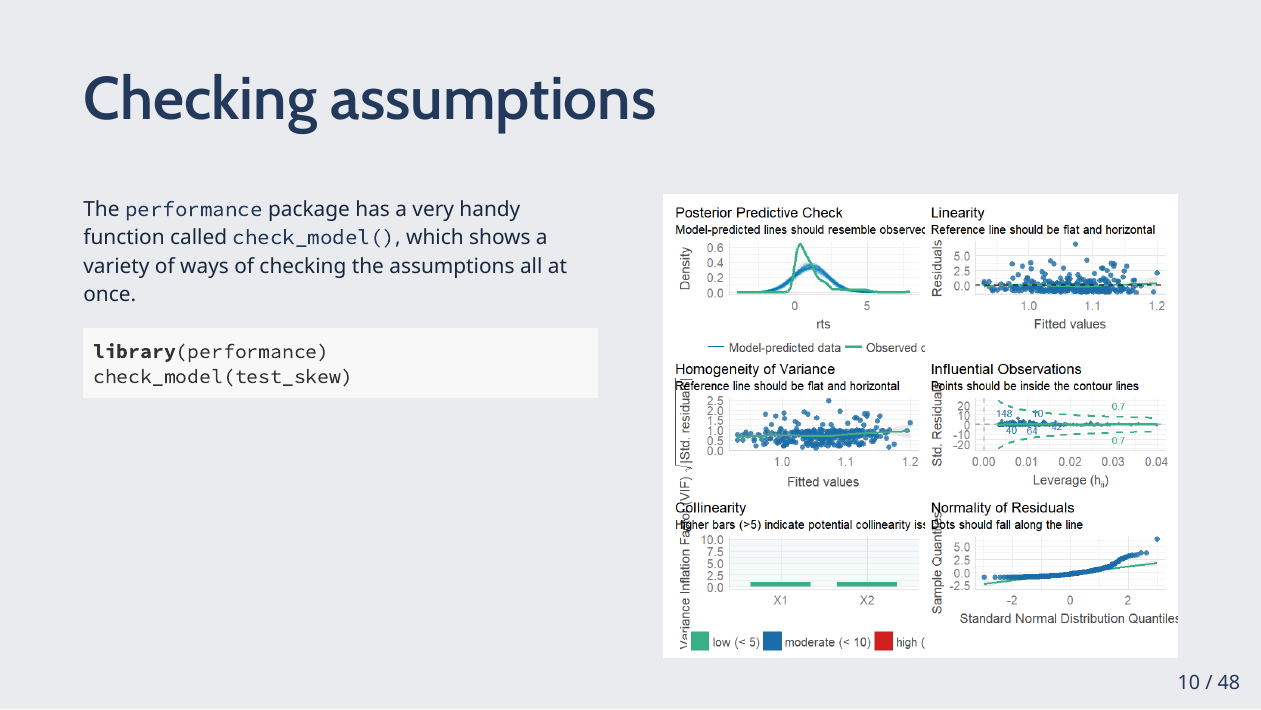 Checking assumptions
The performance package has a very handy
function called check_model(), which shows a
variety of ways of checking the assumptions all at
once.
library(performance)
check_model(test_skew)
Posterior Predictive Check
Model-predicted lines should resemble observed
Density
0.6
0.4
0.2
0.0
0
5
rts
Model-predicted data
Observed
Linearity
Reference line should be flat and horizontal
Residuals
5.0
2.5
0.0
1.0
1.1
1.2
Fitted values
Homogeneity of Variance
Reference line should be flat and horizontal
√|Std. residuals|
2.5
2.0
1.5
1.0
0.5
0.0
1.0
1.1
1.2
Fitted values
Influential Observations
Points should be inside the contour lines
Std. Residuals
20
10
0
-10
-20
0.7
148
10
40
64
42
0.7
0.00
0.01
0.02
0.03
0.04
Leverage (hii)
Collinearity
Higher bars (>5) indicate potential collinearity
Variance Inflation Factor (VIF)
10.0
7.5
5.0
2.5
0.0
X1
X2
low (< 5)
moderate (< 10)
high (
Normality of Residuals
Dots should fall along the line
Sample Quantiles
5.0
2.5
0.0
-2.5
-2
0
2
Standard Normal Distribution Quantiles
10 / 48